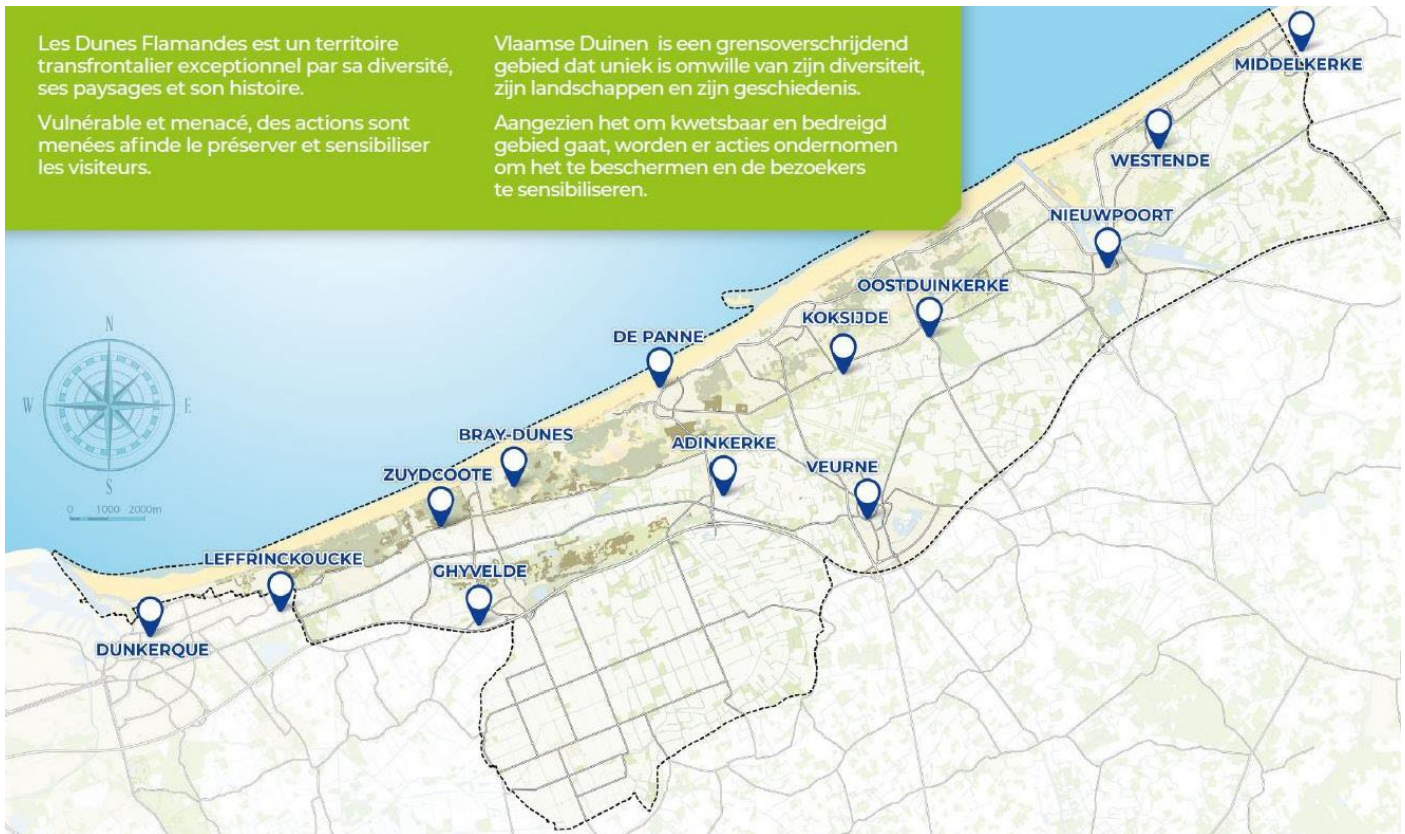 Les Dunes Flamandes est un territoire
transfrontalier exceptionnel par sa diversité,
ses paysages et son histoire.
Vulnérable et menacé, des actions sont
menées afinde le préserver et sensibiliser
les visiteurs.
Vlaamse Duinen is een grensoverschrijdend
gebied dat uniek is omwille van zijn diversiteit,
zijn landschappen en zijn geschiedenis.
Aangezien het om kwetsbaar en bedreigd
gebied gaat, worden er acties ondernomen
om het te beschermen en de bezoekers
te sensibiliseren.
MIDDELKERKE
WESTENDE
NIEUWPOORT
OOSTDUINKERKE
KOKSIJDE
DE PANNE
N
W
E
S
0 1000 2000m
BRAY-DUNES
ADINKERKE
ZUYDCOOTE
VEURNE
LEFFRINCKOUCKE
GHYVELDE
DUNKERQUE